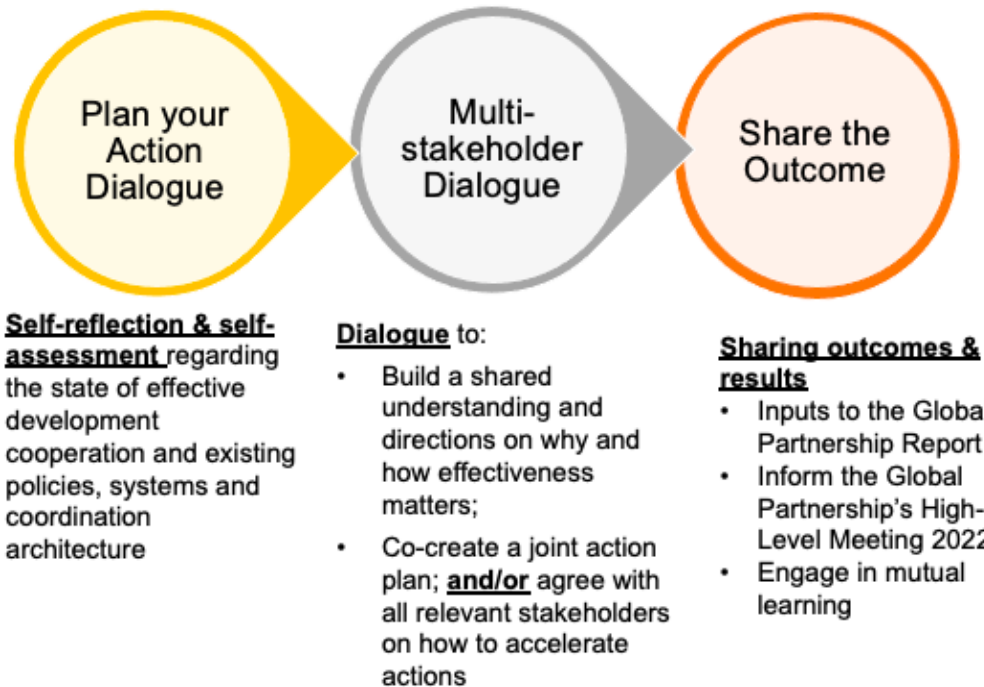 Plan your
Action
Dialogue
Multi-
stakeholder
Dialogue
Share the
Outcome
Self-reflection & self-
assessment regarding
the state of effective
development
cooperation and existing
policies, systems and
coordination
architecture
Dialogue to:
• Build a shared
understanding and
directions on why and
how effectiveness
matters;
• Co-create a joint action
plan; and/or agree with
all relevant stakeholders
on how to accelerate
actions
Sharing outcomes &
results
• Inputs to the Globa
Partnership Report
• Inform the Global
Partnership's High-
Level Meeting 2022
• Engage in mutual
learning